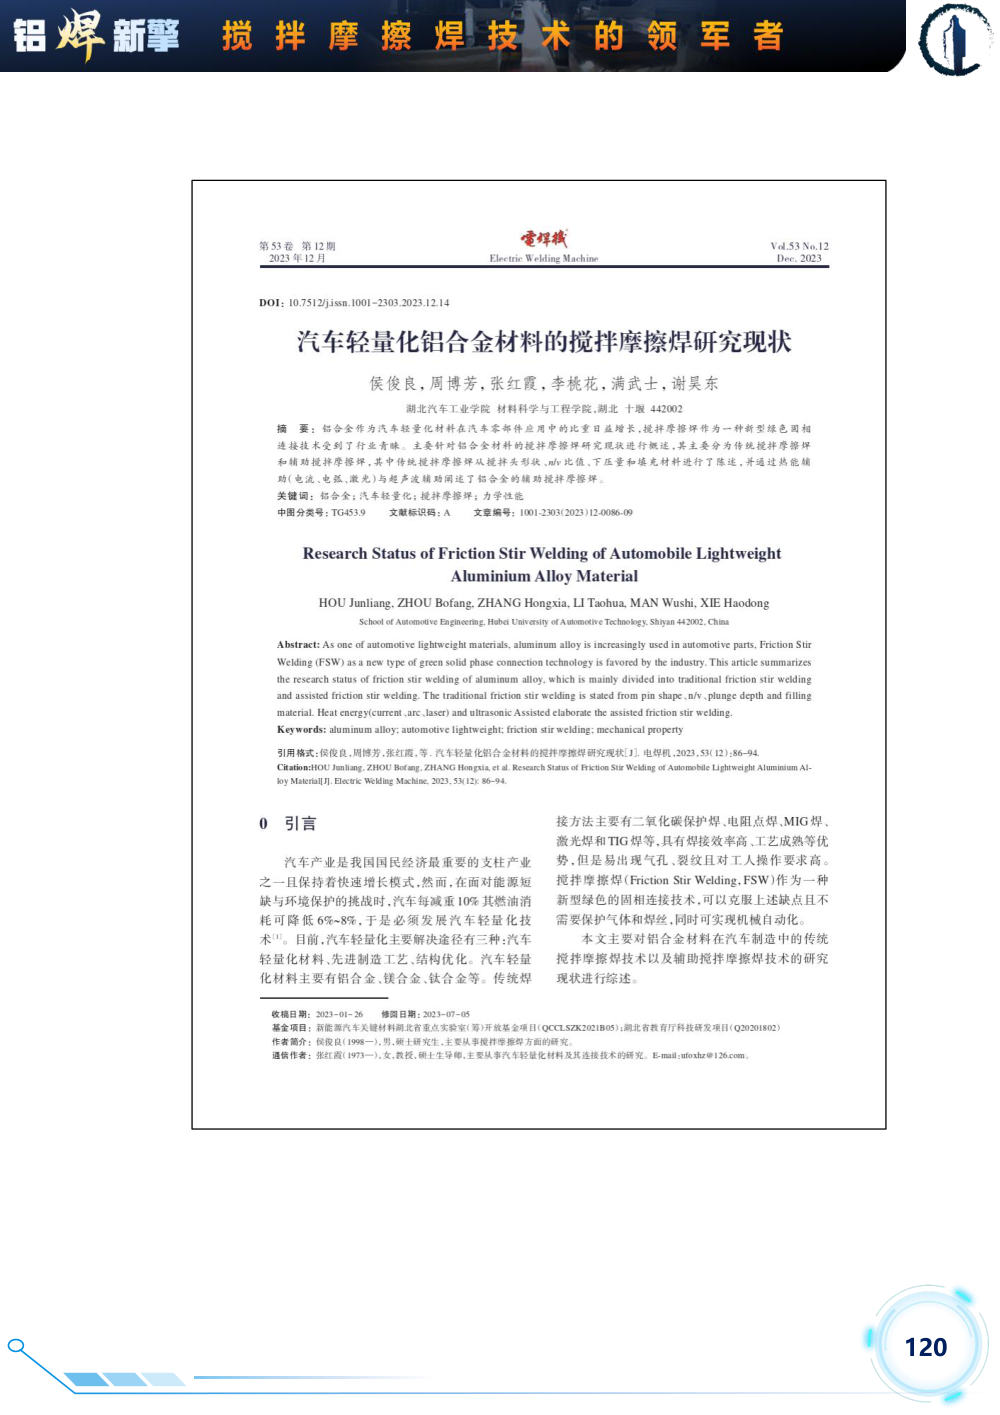 铝焊新擎 搅拌摩擦焊技术的领军者
第 53 卷 第 12 期
2023 年 12 月
電焊機
Electric Welding Machine
Vol.53 No.12
Dec. 2023
DOI：10.7512/j.issn.1001-2303.2023.12.14
汽车轻量化铝合金材料的搅拌摩擦焊研究现状
侯俊良，周博芳，张红霞，李桃花，满武士，谢昊东
湖北汽车工业学院 材料科学与工程学院，湖北 十堰 442002
摘 要：铝合金作为汽车轻量化材料在汽车零部件应用中的比重日益增长，搅拌摩擦焊作为一种新型绿色固相
连接技术受到了行业青睐。主要针对铝合金材料的搅拌摩擦焊研究现状进行概述，其主要分为传统搅拌摩擦焊
和辅助搅拌摩擦焊，其中传统搅拌摩擦焊从搅拌头形状、n/v 比值、下压量和填充材料进行了陈述，并通过热能辅
助（电流、电弧、激光）与超声波辅助阐述了铝合金的辅助搅拌摩擦焊。
关键词：铝合金；汽车轻量化；搅拌摩擦焊；力学性能
中图分类号：TG453.9 文献标识码：A 文章编号：1001-2303（2023）12-0086-09
Research Status of Friction Stir Welding of Automobile Lightweight
Aluminium Alloy Material
HOU Junliang, ZHOU Bofang, ZHANG Hongxia, LI Taohua, MAN Wushi, XIE Haodong
School of Automotive Engineering, Hubei University of Automotive Technology, Shiyan 442002, China
Abstract: As one of automotive lightweight materials, aluminum alloy is increasingly used in automotive parts, Friction Stir
Welding (FSW) as a new type of green solid phase connection technology is favored by the industry. This article summarizes
the research status of friction stir welding of aluminum alloy, which is mainly divided into traditional friction stir welding
and assisted friction stir welding. The traditional friction stir welding is stated from pin shape、n/v、plunge depth and filling
material. Heat energy(current、arc、laser) and ultrasonic Assisted elaborate the assisted friction stir welding.
Keywords: aluminum alloy; automotive lightweight; friction stir welding; mechanical property
引用格式：侯俊良，周博芳，张红霞，等．汽车轻量化铝合金材料的搅拌摩擦焊研究现状［J］．电焊机，2023，53（12）：86-94.
Citation:HOU Junliang, ZHOU Bofang, ZHANG Hongxia, et al. Research Status of Friction Stir Welding of Automobile Lightweight Aluminium Al-
loy Material[J]. Electric Welding Machine, 2023, 53(12): 86-94.
0 引言
汽车产业是我国国民经济最重要的支柱产业
之一且保持着快速增长模式，然而，在面对能源短
缺与环境保护的挑战时，汽车每减重 10% 其燃油消
耗可降低 6%~8%，于是必须发展汽车轻量化技
术［1］。目前，汽车轻量化主要解决途径有三种：汽车
轻量化材料、先进制造工艺、结构优化。汽车轻量
化材料主要有铝合金、镁合金、钛合金等。传统焊
接方法主要有二氧化碳保护焊、电阻点焊、MIG 焊、
激光焊和 TIG 焊等，具有焊接效率高、工艺成熟等优
势，但是易出现气孔、裂纹且对工人操作要求高。
搅拌摩擦焊（Friction Stir Welding，FSW）作为一种
新型绿色的固相连接技术，可以克服上述缺点且不
需要保护气体和焊丝，同时可实现机械自动化。
本文主要对铝合金材料在汽车制造中的传统
搅拌摩擦焊技术以及辅助搅拌摩擦焊技术的研究
现状进行综述。
收稿日期：2023-01-26 修回日期：2023-07-05
基金项目：新能源汽车关键材料湖北省重点实验室（筹）开放基金项目（QCCLSZK2021B05）；湖北省教育厅科技研发项目（Q20201802）
作者简介：侯俊良（1998—），男，硕士研究生，主要从事搅拌摩擦焊方面的研究。
通信作者：张红霞（1973—），女，教授，硕士生导师，主要从事汽车轻量化材料及其连接技术的研究。E-mail：ufoxhz@126.com。
120